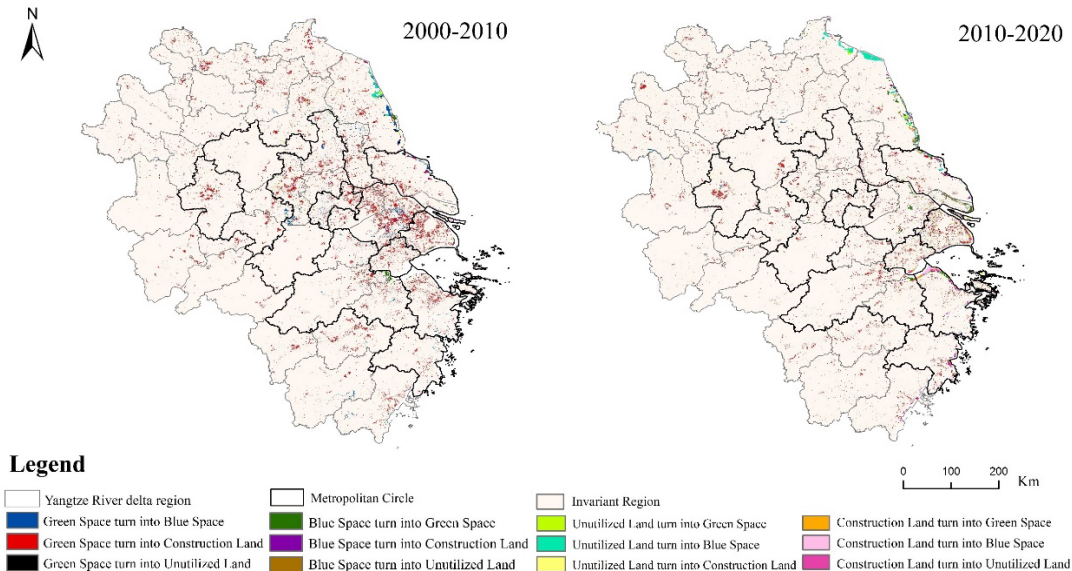 N
2000-2010
2010-2020
Legend
0 100 200
Km
Yangtze River delta region
Metropolitan Circle
Invariant Region
Green Space turn into Blue Space
Blue Space turn into Green Space
Unutilized Land turn into Green Space
Construction Land turn into Green Space
Green Space turn into Construction Land
Blue Space turn into Construction Land
Unutilized Land turn into Blue Space
Construction Land turn into Blue Space
Green Space turn into Unutilized Land
Blue Space turn into Unutilized Land
Unutilized Land turn into Construction Land
Construction Land turn into Unutilized Land